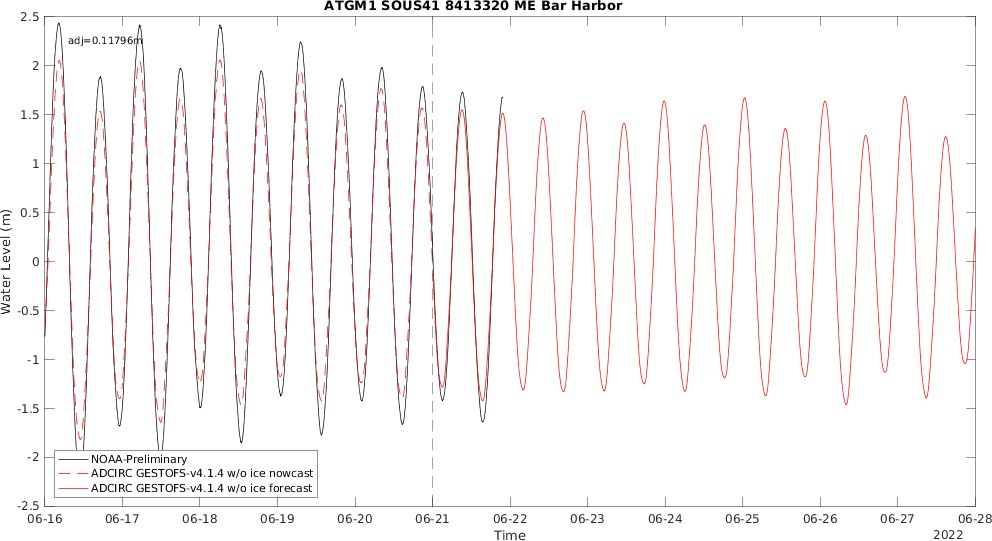 ATGM1 SOUS41 8413320 ME Bar Harbor
adj=0.11796m
2.5
2
1.5
1
0.5
0
-0.5
-1
-1.5
-2
-2.5
Water Level (m)
NOAA-Preliminary
ADCIRC GESTOFS-v4.1.4 w/o ice nowcast
ADCIRC GESTOFS-v4.1.4 w/o ice forecast
06-16 06-17 06-18 06-19 06-20 06-21 06-22 06-23 06-24 06-25 06-26 06-27 06-28
Time
2022